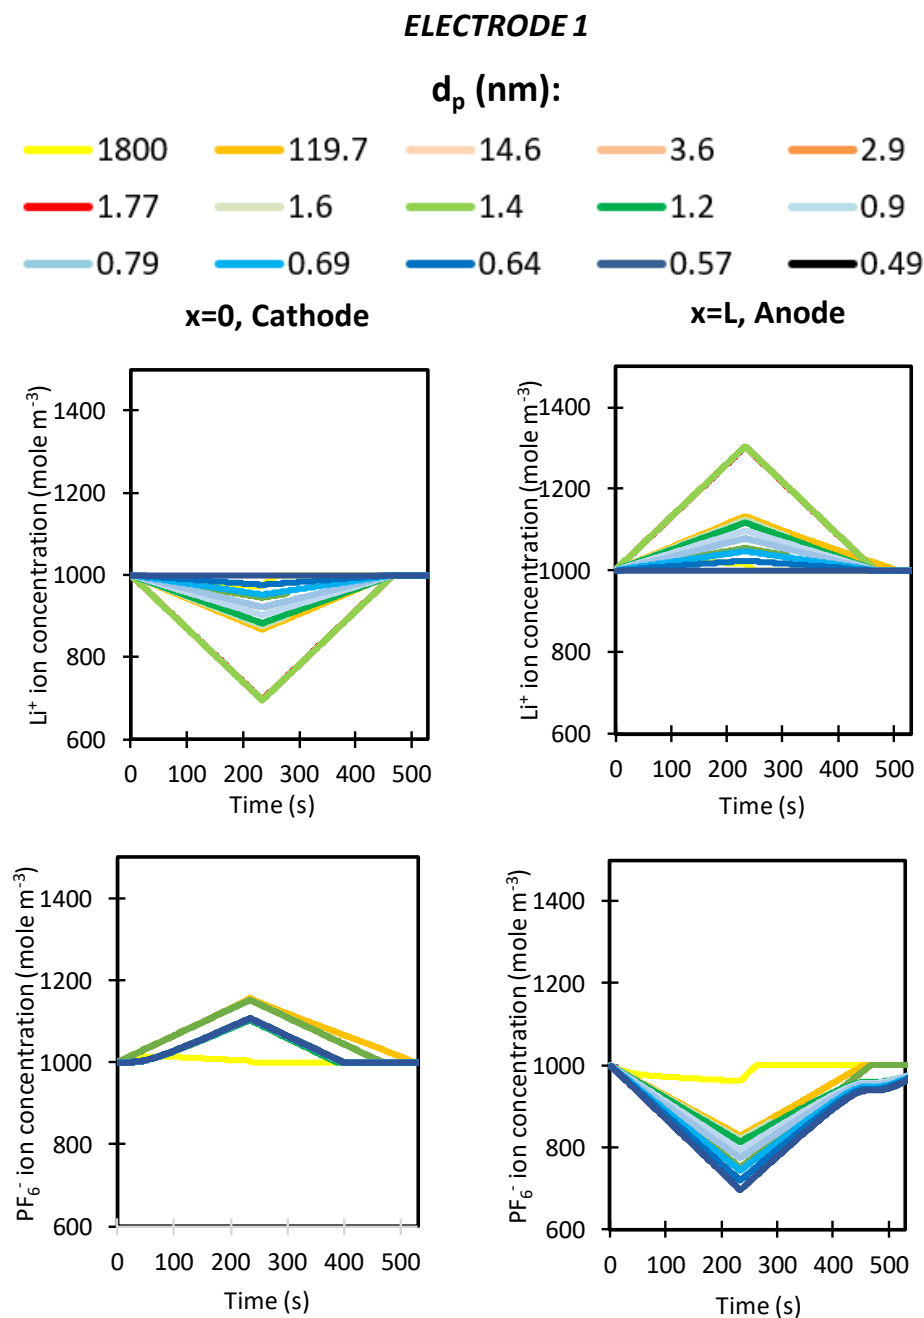 ELECTRODE 1
dp (nm):
1800 119.7 14.6 3.6 2.9
1.77 1.6 1.4 1.2 0.9
0.79 0.69 0.64 0.57 0.49
x=0, Cathode
x=L, Anode
Li+ ion concentration (mole m-3)
1400
1200
1000
800
600
0 100 200 300 400 500
Time (s)
Li+ ion concentration (mole m-3)
1400
1200
1000
800
600
0 100 200 300 400 500
Time (s)
PF6- ion concentration (mole m-3)
1400
1200
1000
800
600
0 100 200 300 400 500
Time (s)
PF6- ion concentration (mole m-3)
1400
1200
1000
800
600
0 100 200 300 400 500
Time (s)